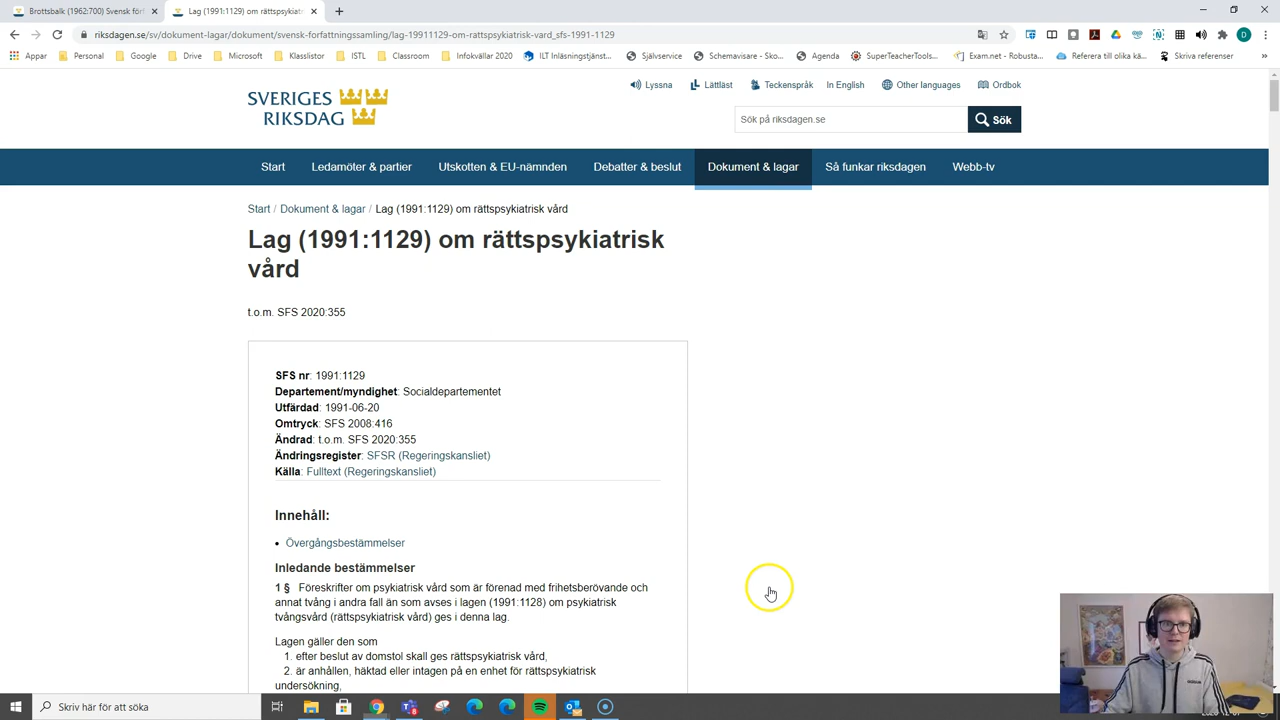 Brottsbalk (1962:700) Svensk förf
Lag (1991:1129) om rättspsykiatris
riksdagen.se/sv/dokument-lagar/dokument/svensk-forfattningssamling/lag-19911129-om-rattspsykiatrisk-vard_sfs-1991-1129
D
Appar
Personal
Google
Drive
Microsoft
Klasslistor
ISTL
Classroom
Infokvällar 2020
ILT Inläsningstjänst...
Självservice
Schemavisare - Sko...
Agenda
SuperTeacherTools...
Exam.net - Robusta...
Referera till olika kä...
Skriva referenser
»
Lyssna
Lättläst
Teckenspråk
In English
Other languages
Ordbok
SVERIGES
RIKSDAG
Sök på riksdagen.se
Sök
Start
Ledamöter & partier
Utskotten & EU-nämnden
Debatter & beslut
Dokument & lagar
Så funkar riksdagen
Webb-tv
Start / Dokument & lagar / Lag (1991:1129) om rättspsykiatrisk vård
Lag (1991:1129) om rättspsykiatrisk
vård
t.o.m. SFS 2020:355
SFS nr: 1991:1129
Departement/myndighet: Socialdepartementet
Utfärdad: 1991-06-20
Omtryck: SFS 2008:416
Ändrad: t.o.m. SFS 2020:355
Ändringsregister: SFSR (Regeringskansliet)
Källa: Fulltext (Regeringskansliet)
Innehåll:
• Övergångsbestämmelser
Inledande bestämmelser
1 § Föreskrifter om psykiatrisk vård som är förenad med frihetsberövande och
annat tvång i andra fall än som avses i lagen (1991:1128) om psykiatrisk
tvångsvård (rättspsykiatrisk vård) ges i denna lag.
Lagen gäller den som
1. efter beslut av domstol skall ges rättspsykiatrisk vård,
2. är anhållen, häktad eller intagen på en enhet för rättspsykiatrisk
undersökning,
Skriv här för att söka